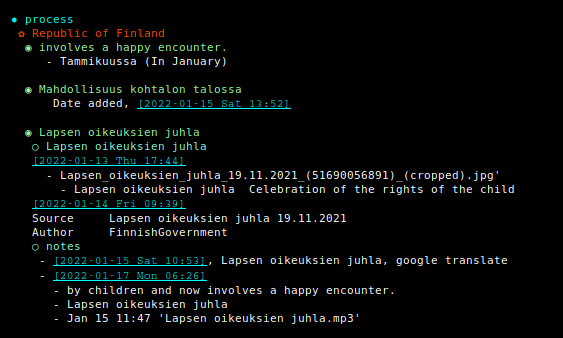 process
Republic of Finland
involves a happy encounter.
- Tammikuussa (In January)
Mahdollisuus kohtalon talossa
Date added, [2022-01-15 Sat 13:52]
Lapsen oikeuksien juhla
Lapsen oikeuksien juhla
[2022-01-13 Thu 17:44]
- Lapsen_oikeuksien_juhla_19.11.2021_(51690056891)_(cropped).jpg'
- Lapsen oikeuksien juhla  Celebration of the rights of the child
[2022-01-14 Fri 09:39]
Source     Lapsen oikeuksien juhla 19.11.2021
Author     FinnishGovernment
notes
- [2022-01-15 Sat 10:53], Lapsen oikeuksien juhla, google translate
- [2022-01-17 Mon 06:26]
- by children and now involves a happy encounter.
- Lapsen oikeuksien juhla
- Jan 15 11:47 'Lapsen oikeuksien juhla.mp3'